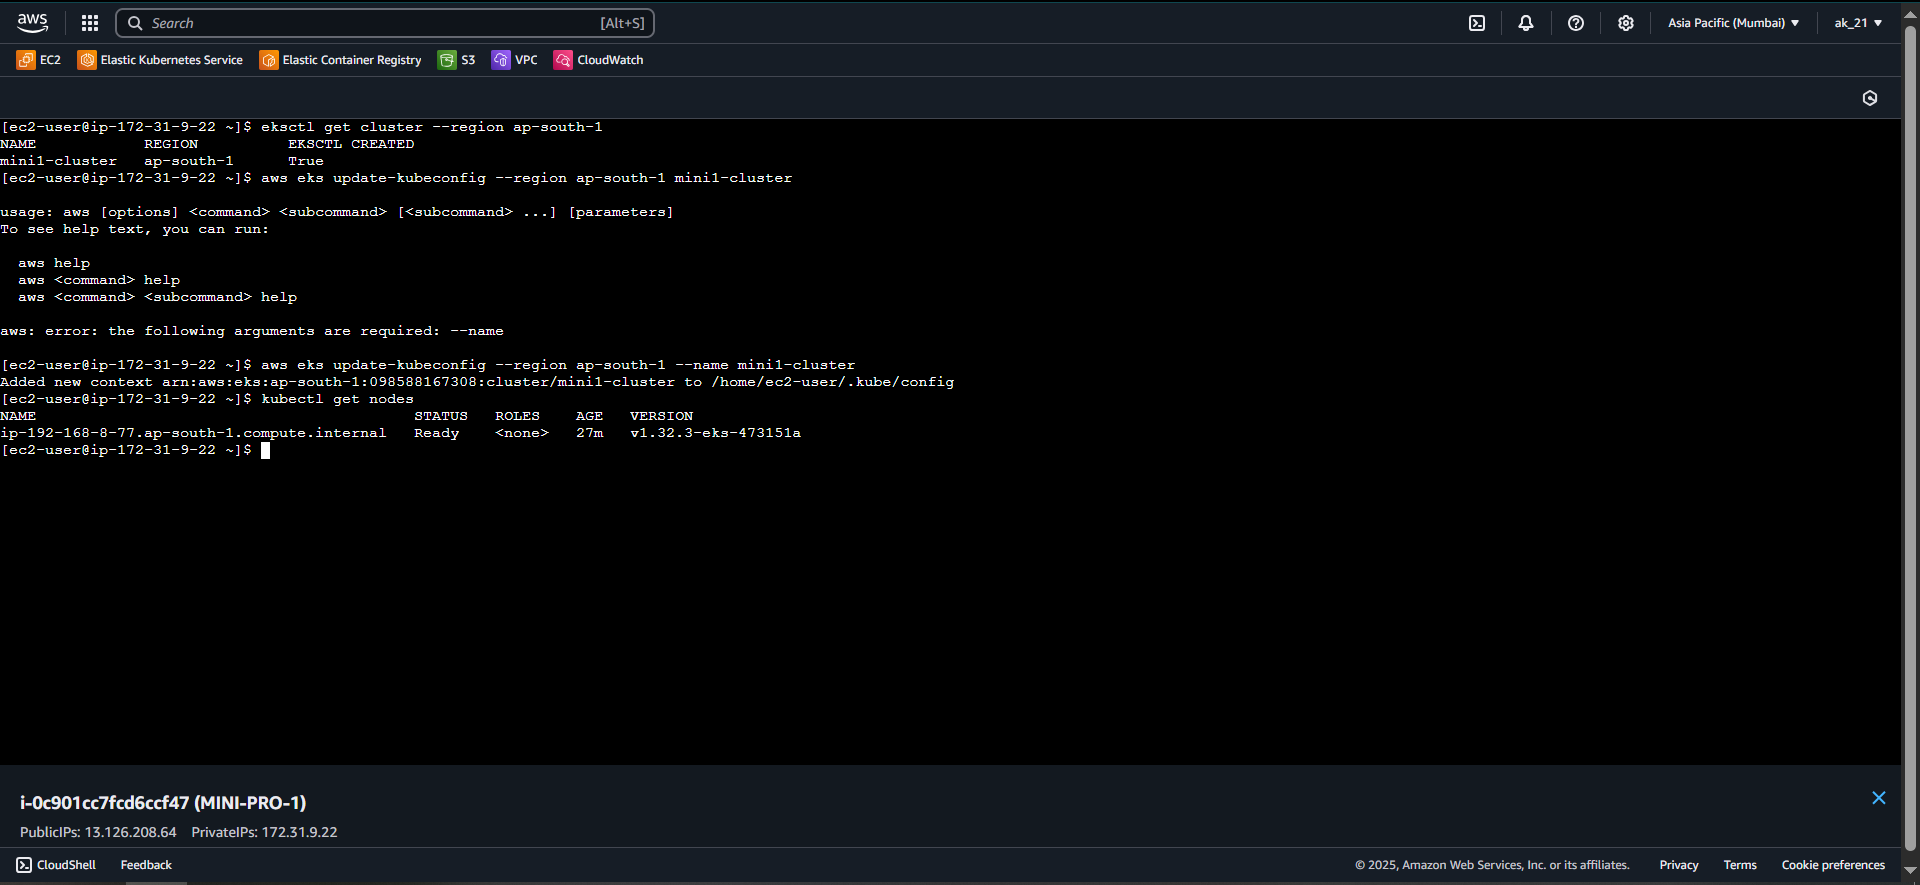 aws
Search
[Alt+S]
Asia Pacific (Mumbai) ▼
ak_21 ▼
EC2
Elastic Kubernetes Service
Elastic Container Registry
S3
VPC
CloudWatch
[ec2-user@ip-172-31-9-22 ~]$ eksctl get cluster --region ap-south-1
NAME REGION EKSCTL CREATED
mini1-cluster ap-south-1 True
[ec2-user@ip-172-31-9-22 ~]$ aws eks update-kubeconfig --region ap-south-1 mini1-cluster
usage: aws [options] <command> <subcommand> [<subcommand> ...] [parameters]
To see help text, you can run:
aws help
aws <command> help
aws <command> <subcommand> help
aws: error: the following arguments are required: --name
[ec2-user@ip-172-31-9-22 ~]$ aws eks update-kubeconfig --region ap-south-1 --name mini1-cluster
Added new context arn:aws:eks:ap-south-1:098588167308:cluster/mini1-cluster to /home/ec2-user/.kube/config
[ec2-user@ip-172-31-9-22 ~]$ kubectl get nodes
NAME STATUS ROLES AGE VERSION
ip-192-168-8-77.ap-south-1.compute.internal Ready <none> 27m v1.32.3-eks-473151a
[ec2-user@ip-172-31-9-22 ~]$
i-0c901cc7fcd6ccf47 (MINI-PRO-1)
PublicIPs: 13.126.208.64 PrivateIPs: 172.31.9.22
CloudShell
Feedback
© 2025, Amazon Web Services, Inc. or its affiliates.
Privacy
Terms
Cookie preferences